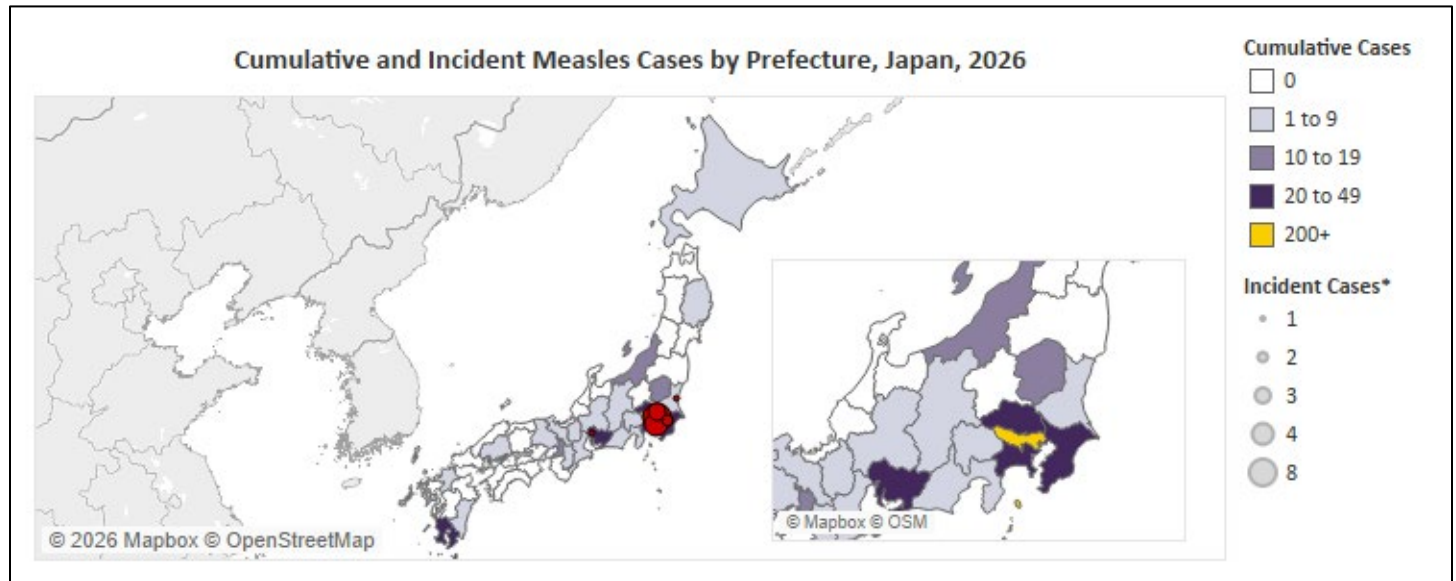 Cumulative and Incident Measles Cases by Prefecture, Japan, 2026
© 2026 Mapbox © OpenStreetMap
© Mapbox © OSM
Cumulative Cases
0
1 to 9
10 to 19
20 to 49
200+
Incident Cases*
1
2
3
4
8